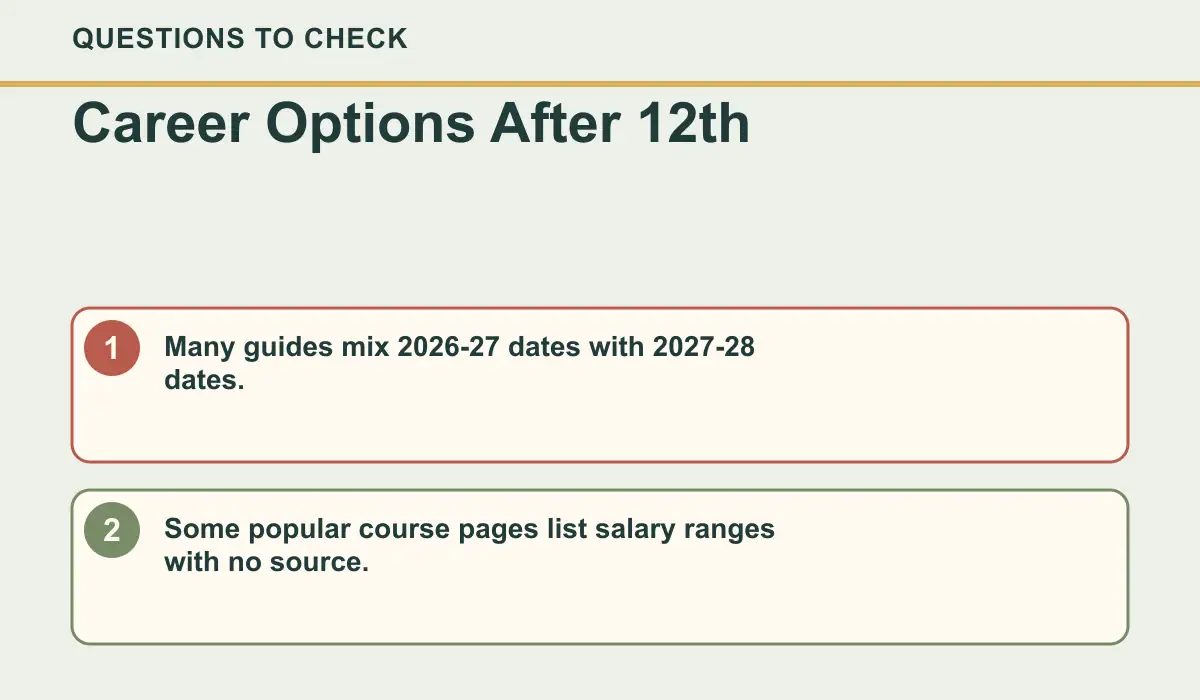 QUESTIONS TO CHECK
Career Options After 12th
1
Many guides mix 2026-27 dates with 2027-28
dates.
2
Some popular course pages list salary ranges
with no source.